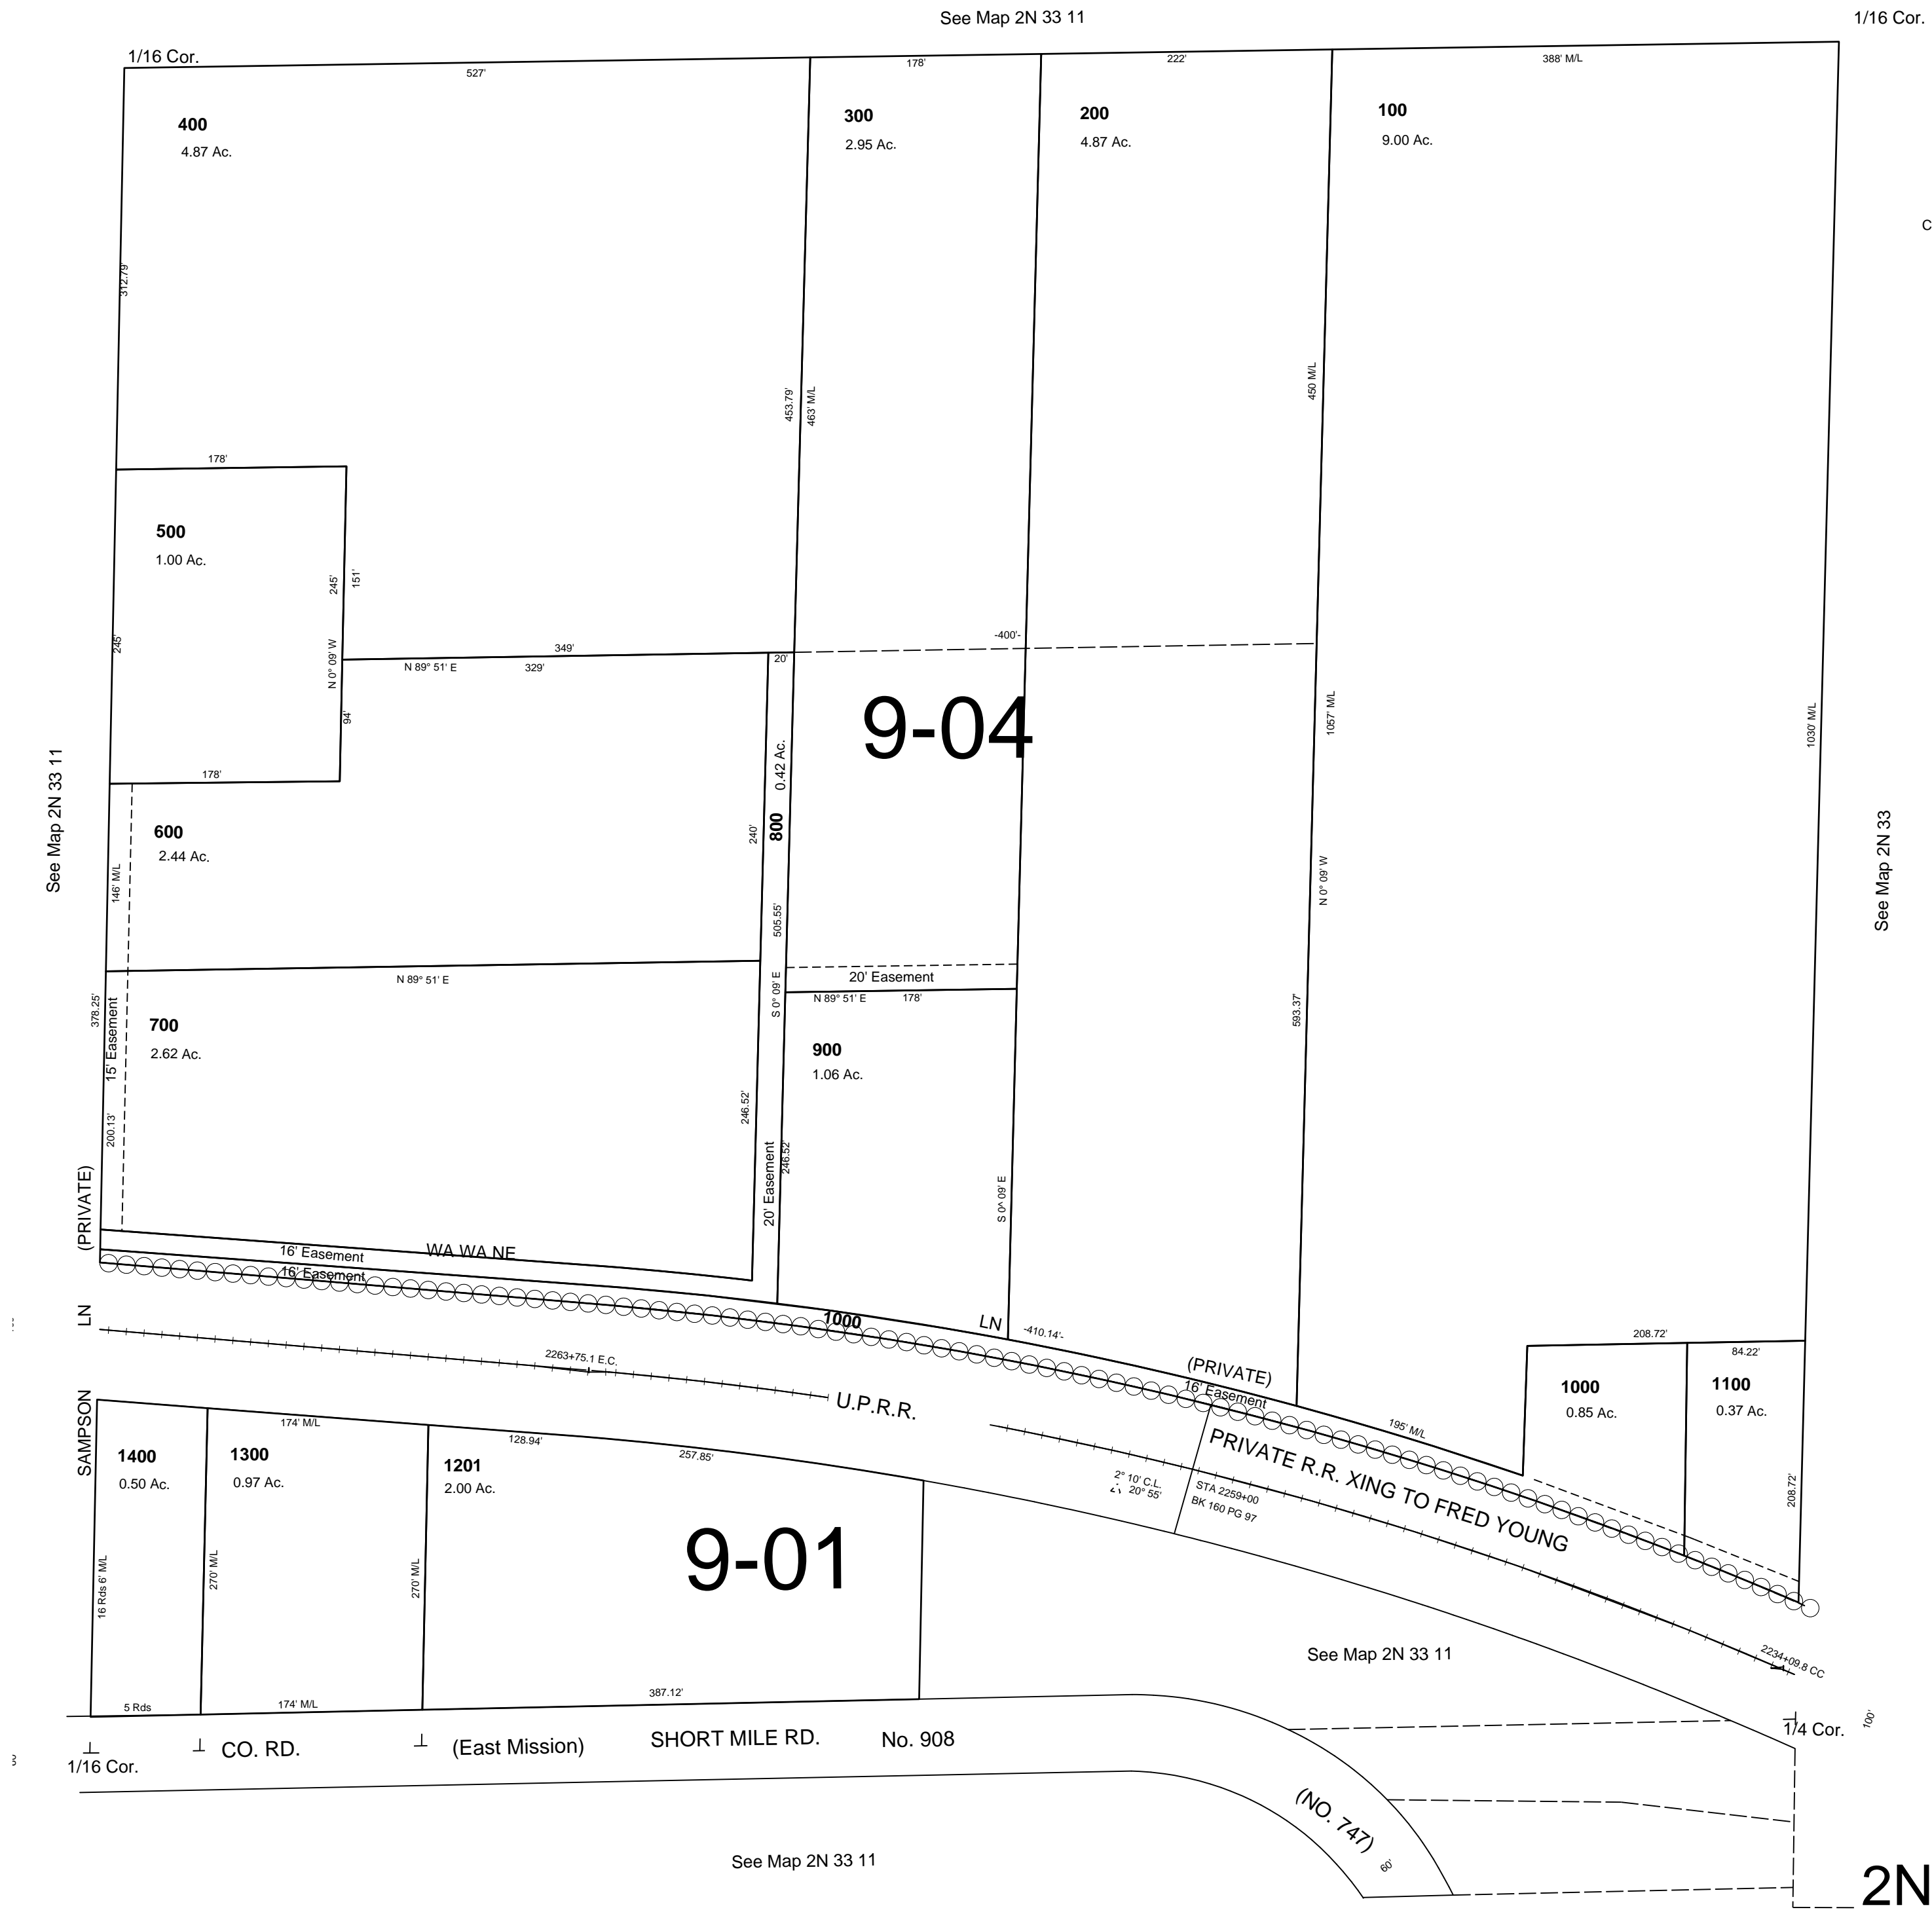 See Map 2N 33 11
1/16 Cor.
1/16 Cor.
527'
178'
222'
388' M/L
400
4.87 Ac.
300
2.95 Ac.
200
4.87 Ac.
100
9.00 Ac.
C
312.79'
453.79'
463' M/L
450 M/L
178'
500
1.00 Ac.
245'
245'
151'
N 0° 09' W
94'
349'
N 89° 51' E
329'
20'
-400'-
9-04
1057' M/L
1030' M/L
See Map 2N 33 11
See Map 2N 33
178'
600
2.44 Ac.
146' M/L
240'
0.42 Ac.
800
505.55'
S 0° 09' E
N 0° 09' W
593.37'
N 89° 51' E
20' Easement
N 89° 51' E
178'
378.25'
15' Easement
700
2.62 Ac.
900
1.06 Ac.
200.13'
246.52'
246.52'
20' Easement
S 0^ 09' E
(PRIVATE)
LN
SAMPSON
16' Easement
WA WA NE
16' Easement
1000
LN
-410.14'-
(PRIVATE)
16' Easement
195' M/L
208.72'
84.22'
1000
0.85 Ac.
1100
0.37 Ac.
208.72'
2263+75.1 E.C.
U.P.R.R.
PRIVATE R.R. XING TO FRED YOUNG
2° 10' C.L.
20° 55'
STA 2259+00
BK 160 PG 97
174' M/L
128.94'
257.85'
1400
0.50 Ac.
1300
0.97 Ac.
1201
2.00 Ac.
9-01
16 Rds 6' M/L
270' M/L
270' M/L
5 Rds
174' M/L
387.12'
See Map 2N 33 11
2234+09.8 CC
1/4 Cor.
100'
1/16 Cor.
CO. RD.
(East Mission)
SHORT MILE RD.
No. 908
(NO. 747)
60'
See Map 2N 33 11
2N